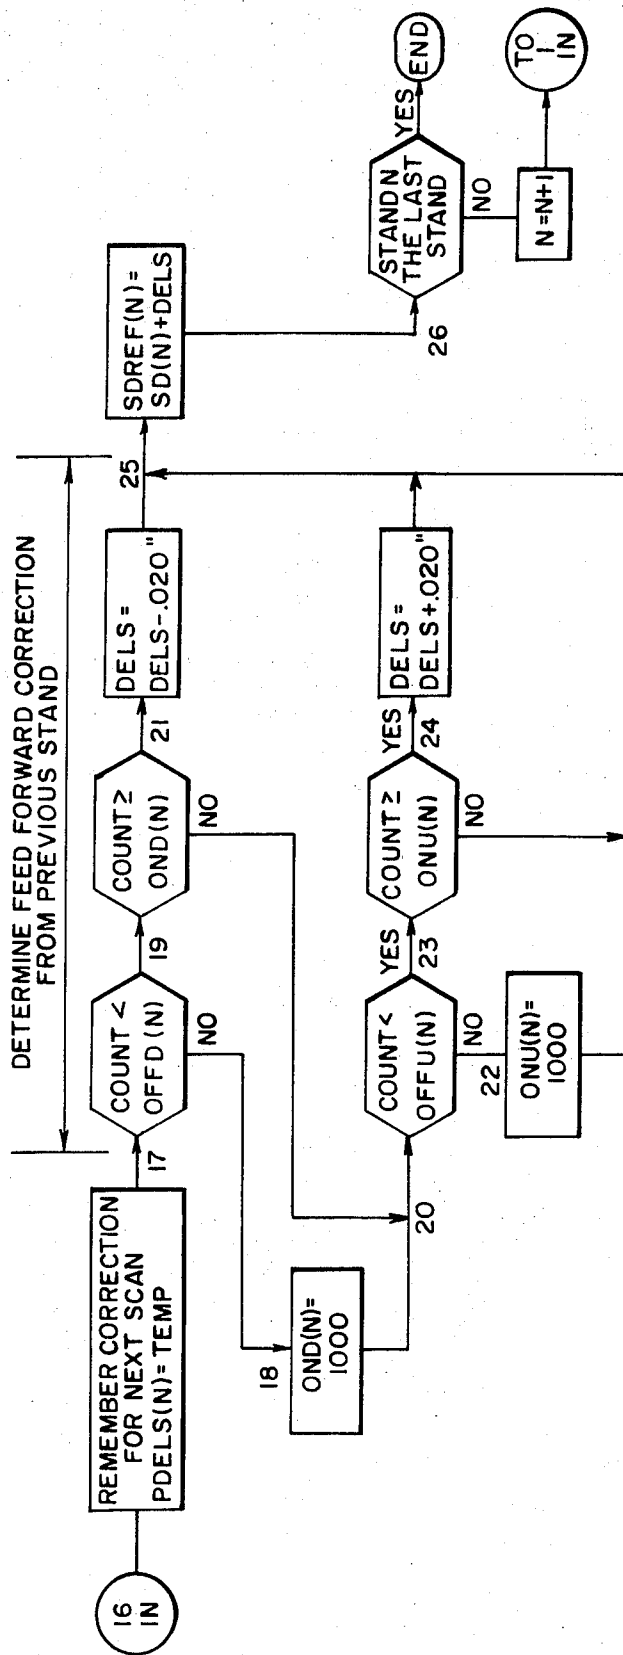 DETERMINE FEED FORWARD CORRECTION
FROM PREVIOUS STAND
16
IN
REMEMBER CORRECTION
FOR NEXT SCAN
PDELS(N)=TEMP
17
COUNT <
OFFD(N)
NO
19
COUNT ≥
OND(N)
NO
21
DELS=
DELS-.020"
25
SDREF(N)=
SD(N)+DELS
18
OND(N)=
1000
20
COUNT <
OFFU(N)
YES
23
NO
22
ONU(N)=
1000
COUNT ≥
ONU(N)
YES
24
NO
DELS=
DELS+.020"
26
STANDN
THE LAST
STAND
YES
END
NO
N=N+1
TO
1
IN